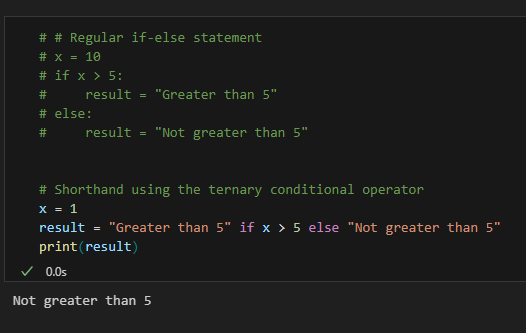 # # Regular if-else statement
# x = 10
# if x > 5:
#     result = "Greater than 5"
# else:
#     result = "Not greater than 5"
# Shorthand using the ternary conditional operator
x = 1
result = "Greater than 5" if x > 5 else "Not greater than 5"
print(result)
✓ 0.0s
Not greater than 5